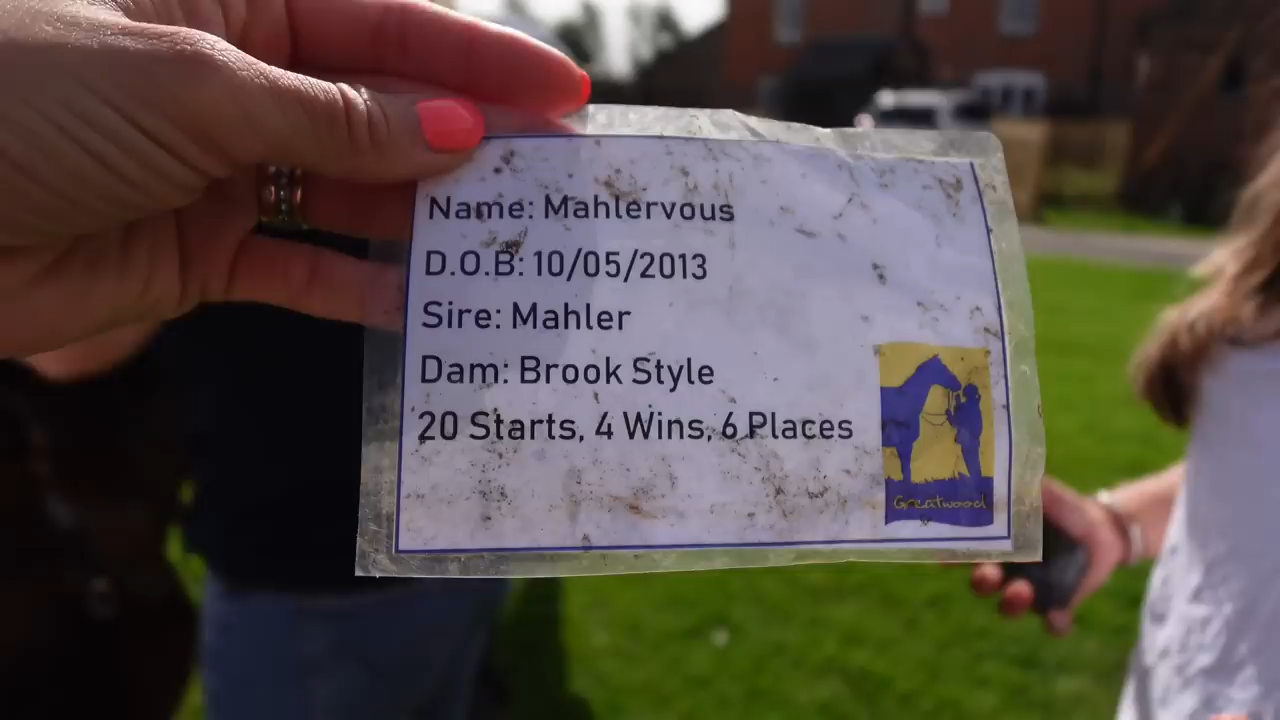 Name: Mahlervous
D.O.B: 10/05/2013
Sire: Mahler
Dam: Brook Style
20 Starts, 4 Wins, 6 Places
Greatwood